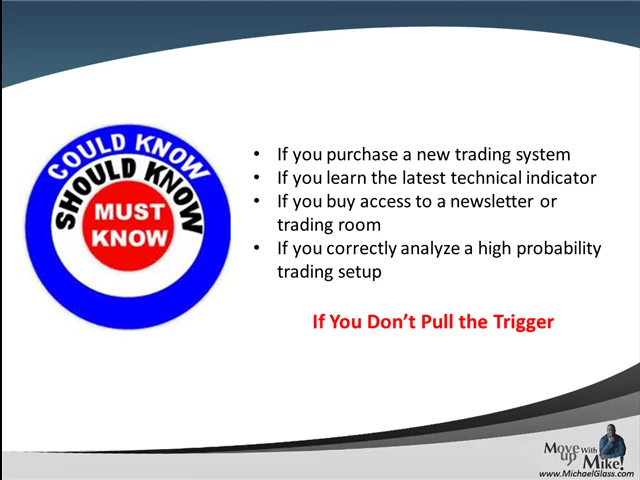 COULD KNOW
SHOULD KNOW
MUST
KNOW
• If you purchase a new trading system
• If you learn the latest technical indicator
• If you buy access to a newsletter or
trading room
• If you correctly analyze a high probability
trading setup
If You Don't Pull the Trigger
Move With
up Mike!
www.MichaelGlass.com